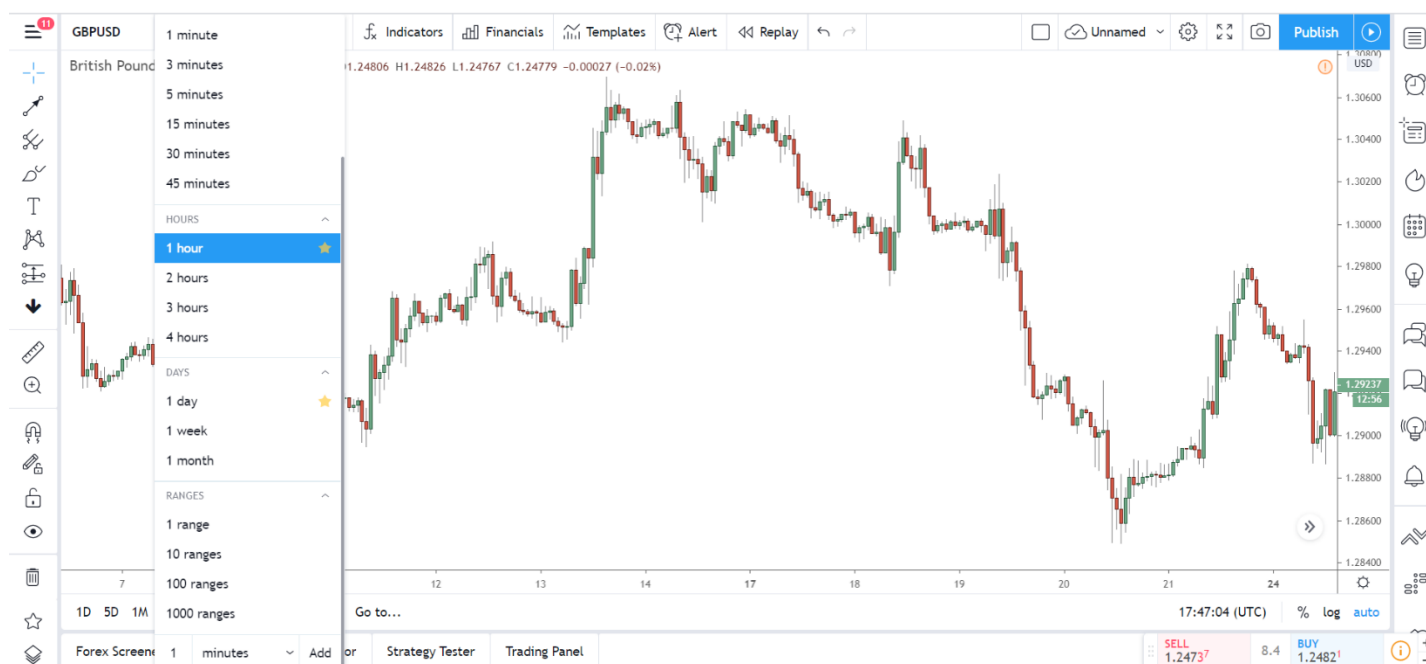 11
GBPUSD
Indicators
Financials
Templates
Alert
Replay
Unnamed
Publish
British Pound
1.24806 H1.24826 L1.24767 C1.24779 -0.00027 (-0.02%)
1 minute
3 minutes
5 minutes
15 minutes
30 minutes
45 minutes
HOURS
1 hour
2 hours
3 hours
4 hours
DAYS
1 day
1 week
1 month
RANGES
1 range
10 ranges
100 ranges
1000 ranges
1 minutes Add
1.30800
USD
1.30600
1.30400
1.30200
1.30000
1.29800
1.29600
1.29400
1.29237
12:56
1.29000
1.28800
1.28600
1.28400
7 12 13 14 17 18 19 20 21 24
1D 5D 1M
Go to...
17:47:04 (UTC) % log auto
Forex Screene
or
Strategy Tester
Trading Panel
SELL
1.24737
8.4
BUY
1.24821